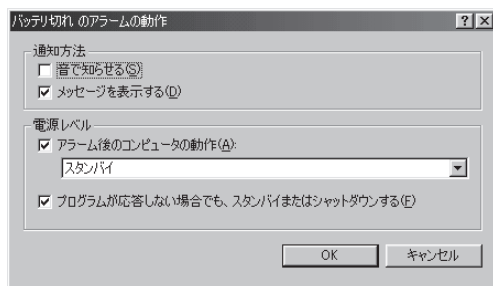 バッテリ切れ のアラームの動作
通知方法
音で知らせる(S)
メッセージを表示する(D)
電源レベル
アラーム後のコンピュータの動作(A):
スタンバイ
プログラムが応答しない場合でも、スタンバイまたはシャットダウンする(F)
OK キャンセル